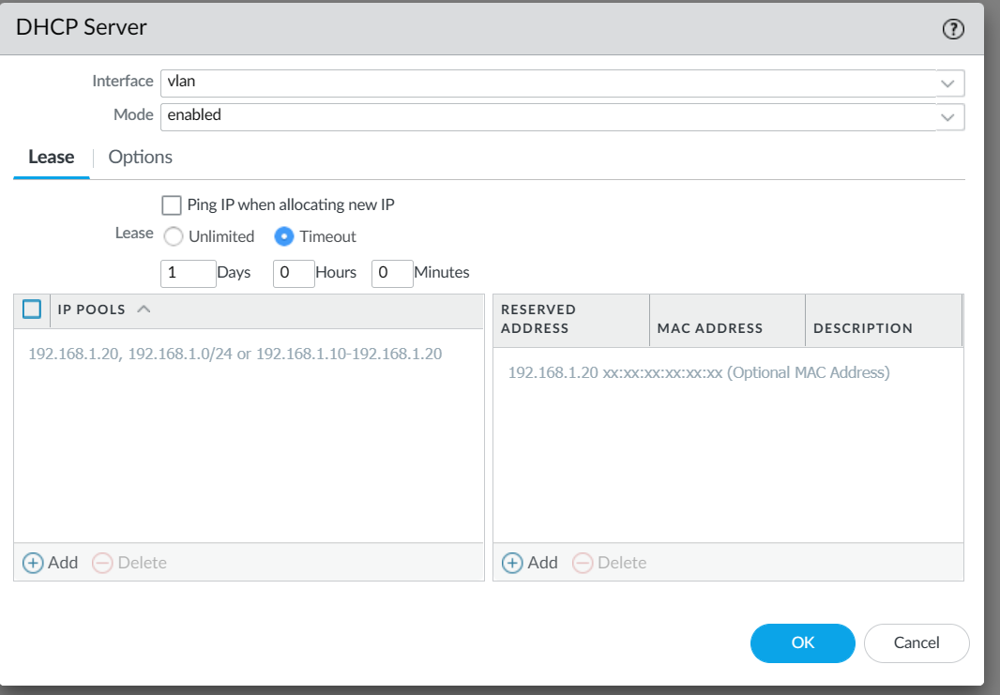 DHCP Server
?
Interface vlan
Mode enabled
Lease Options
Ping IP when allocating new IP
Lease Unlimited Timeout
1 Days 0 Hours 0 Minutes
IP POOLS
192.168.1.20, 192.168.1.0/24 or 192.168.1.10-192.168.1.20
Add Delete
RESERVED
ADDRESS MAC ADDRESS DESCRIPTION
192.168.1.20 xx:xx:xx:xx:xx:xx (Optional MAC Address)
Add Delete
OK Cancel